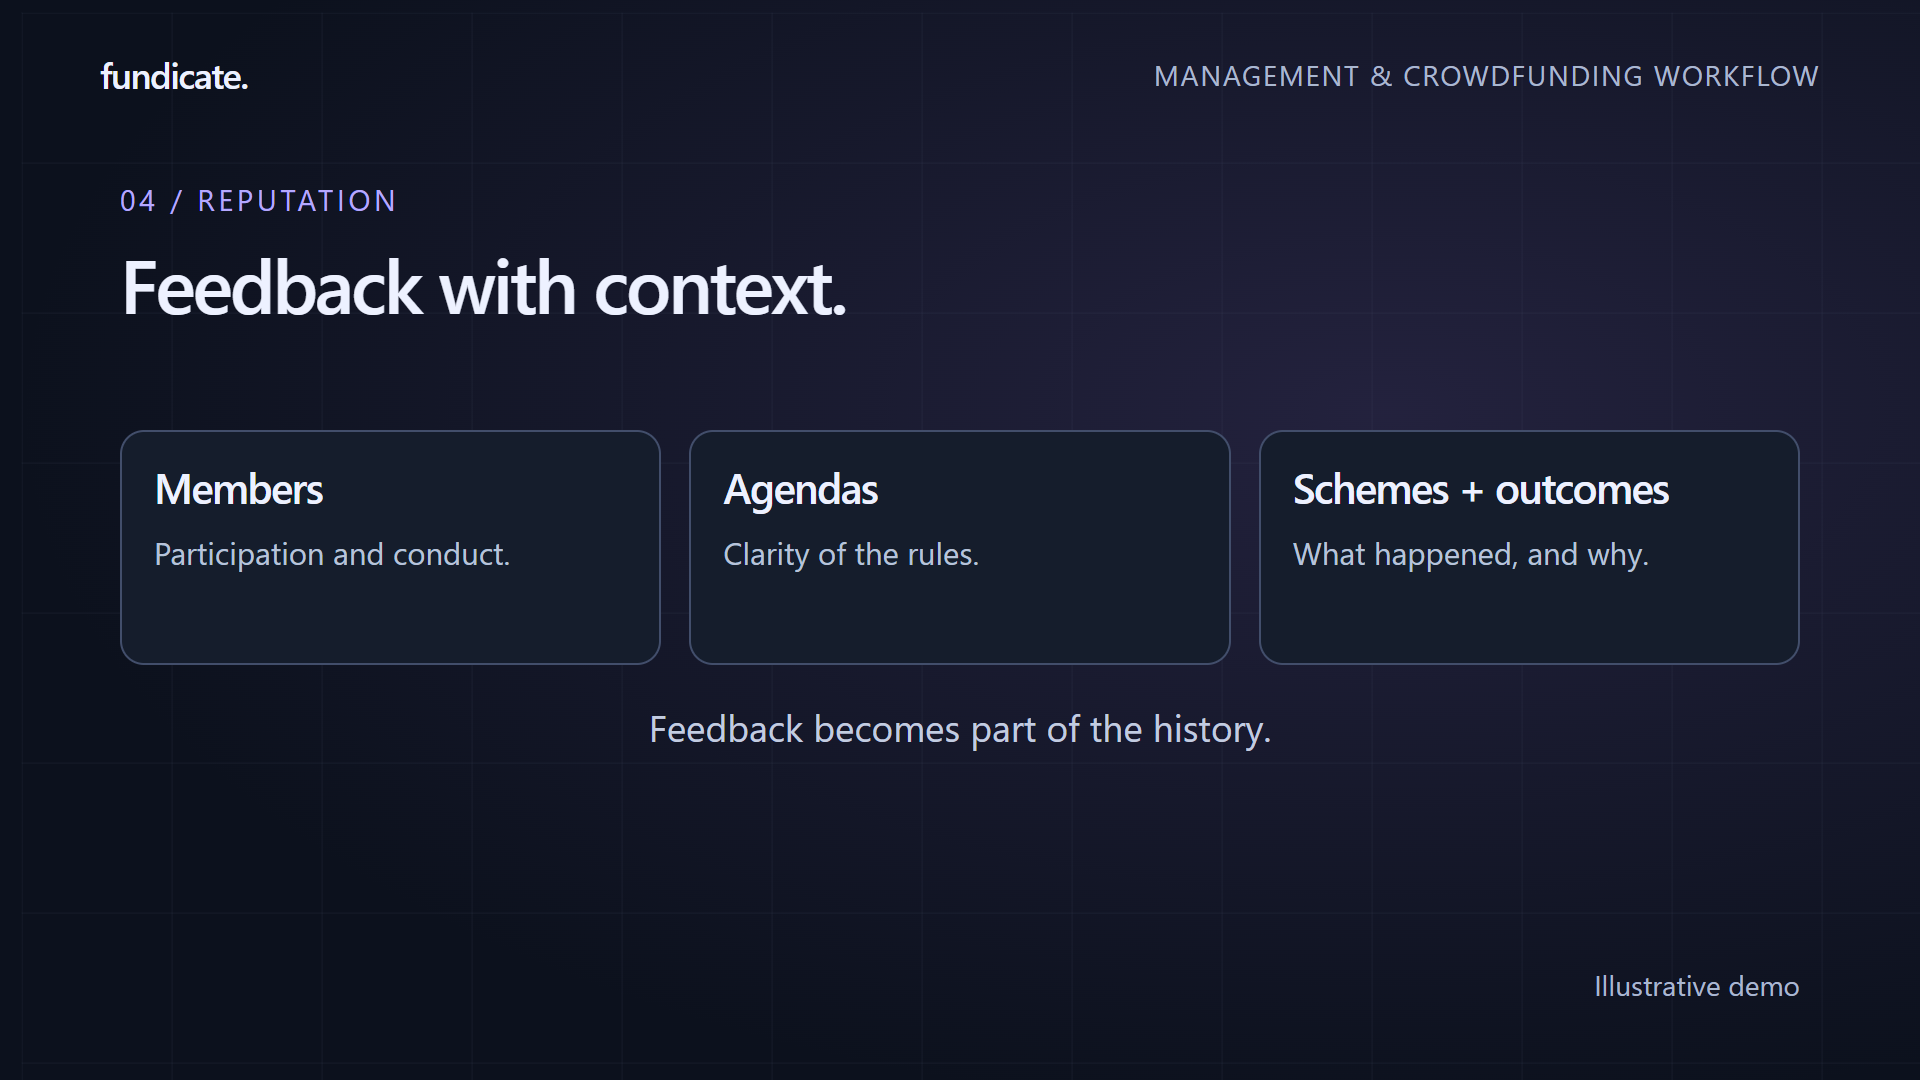 fundicate.
MANAGEMENT & CROWDFUNDING WORKFLOW
04 / REPUTATION
Feedback with context.
Members
Participation and conduct.
Agendas
Clarity of the rules.
Schemes + outcomes
What happened, and why.
Feedback becomes part of the history.
Illustrative demo